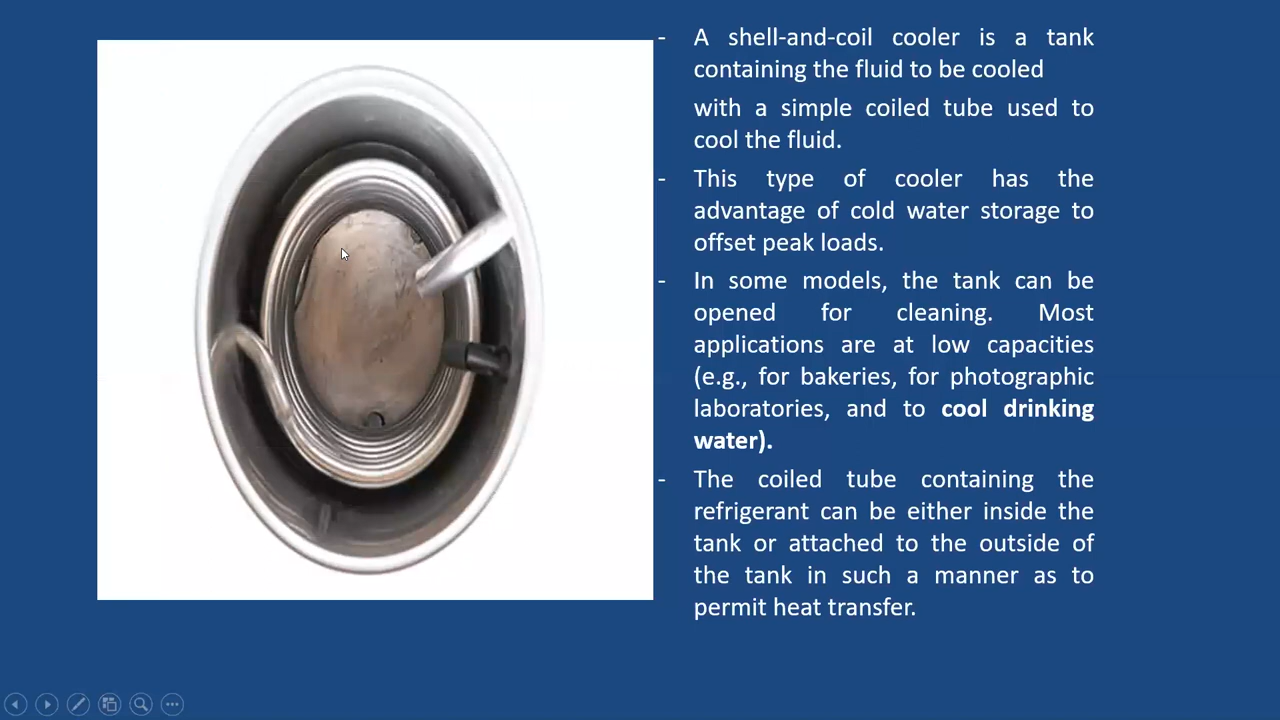 - A shell-and-coil cooler is a tank
containing the fluid to be cooled
with a simple coiled tube used to
cool the fluid.
- This type of cooler has the
advantage of cold water storage to
offset peak loads.
- In some models, the tank can be
opened for cleaning. Most
applications are at low capacities
(e.g., for bakeries, for photographic
laboratories, and to cool drinking
water).
- The coiled tube containing the
refrigerant can be either inside the
tank or attached to the outside of
the tank in such a manner as to
permit heat transfer.